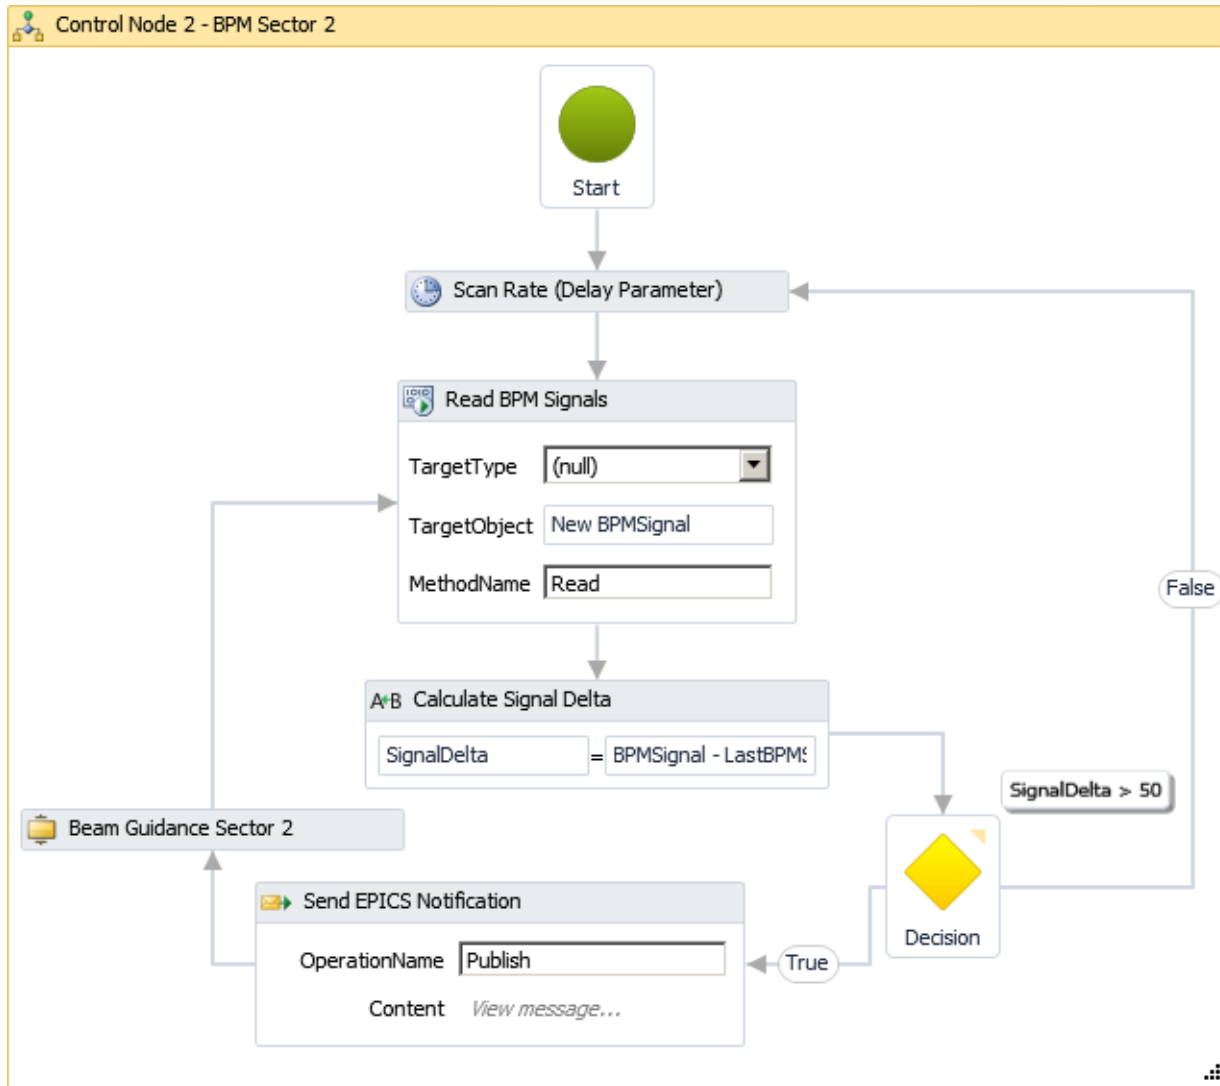 Control Node 2 - BPM Sector 2
Start
Scan Rate (Delay Parameter)
Read BPM Signals
TargetType (null)
TargetObject New BPMSignal
MethodName Read
False
A+B Calculate Signal Delta
SignalDelta = BPMSignal - LastBPMS
SignalDelta > 50
Beam Guidance Sector 2
Send EPICS Notification
Decision
OperationName Publish
True
Content View message...